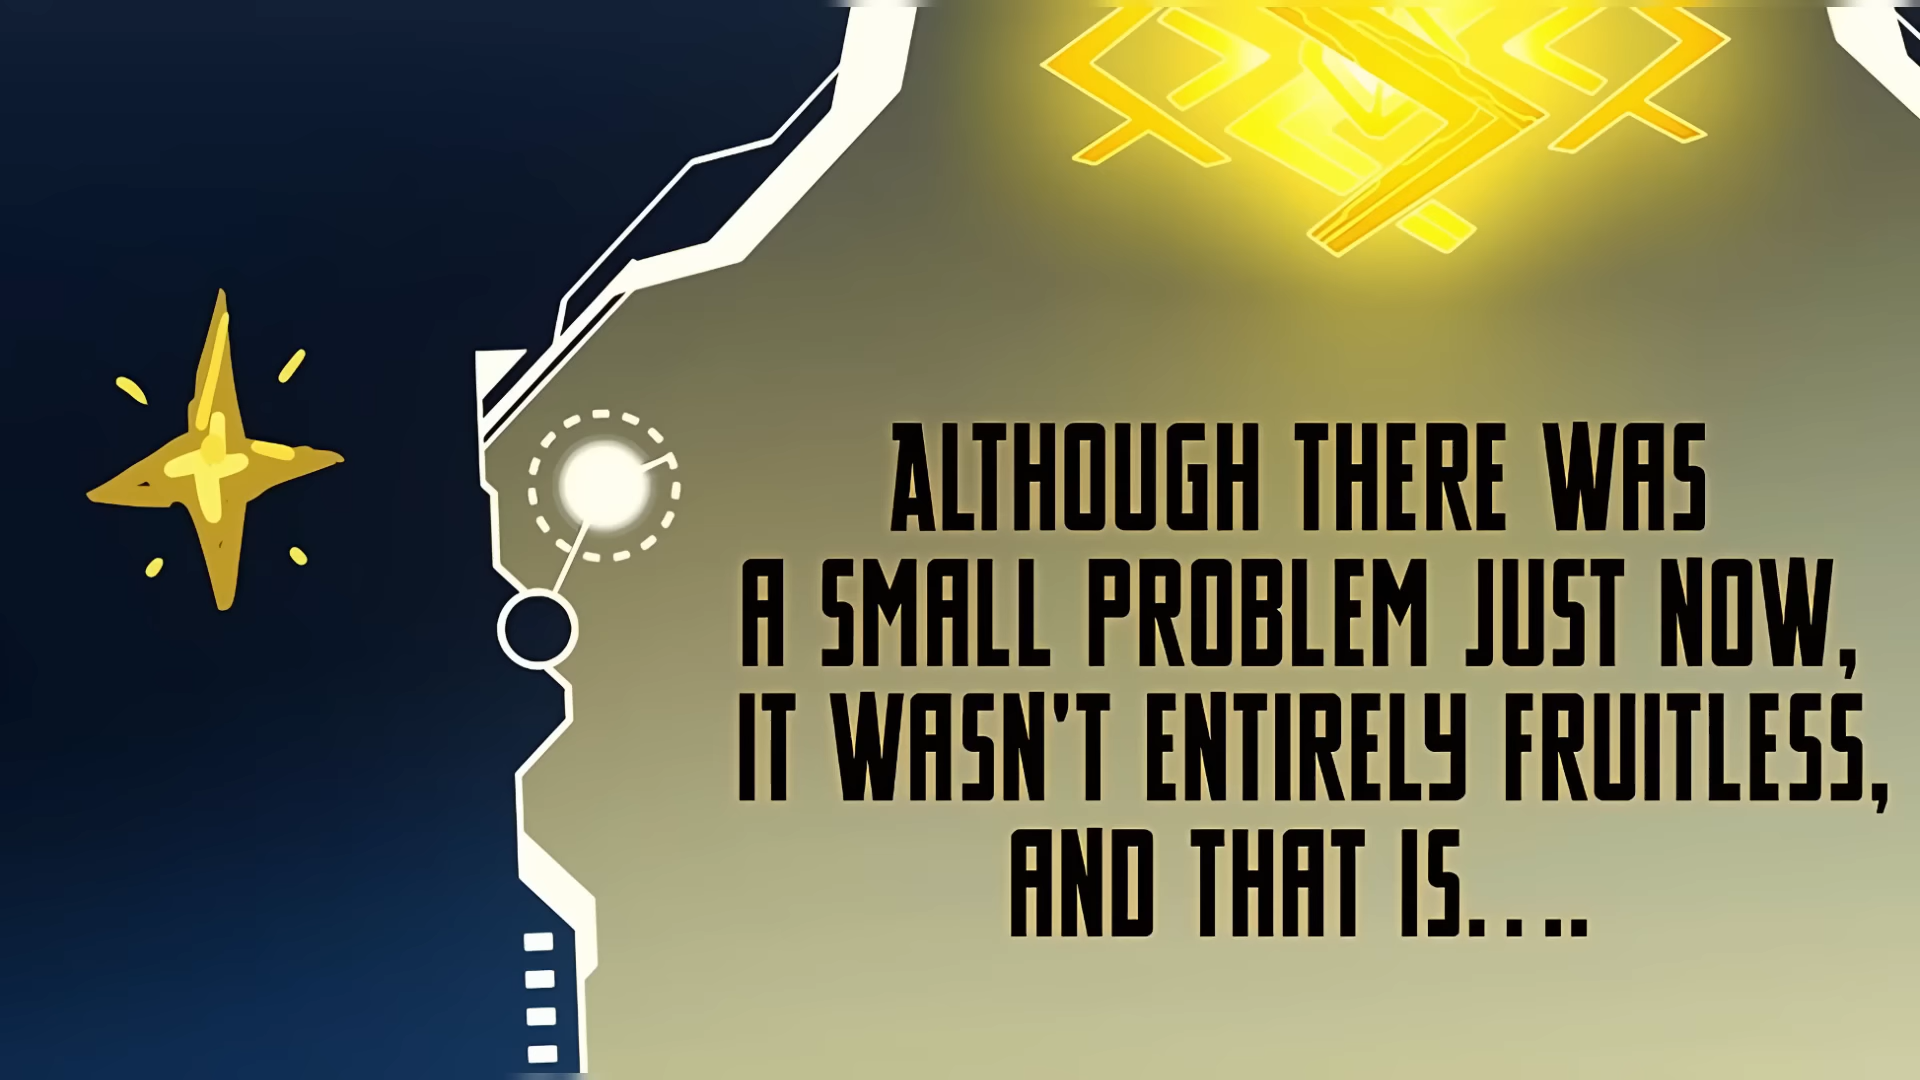 ALTHOUGH THERE WAS
A SMALL PROBLEM JUST NOW,
IT WASN'T ENTIRELY FRUITLESS,
AND THAT IS....